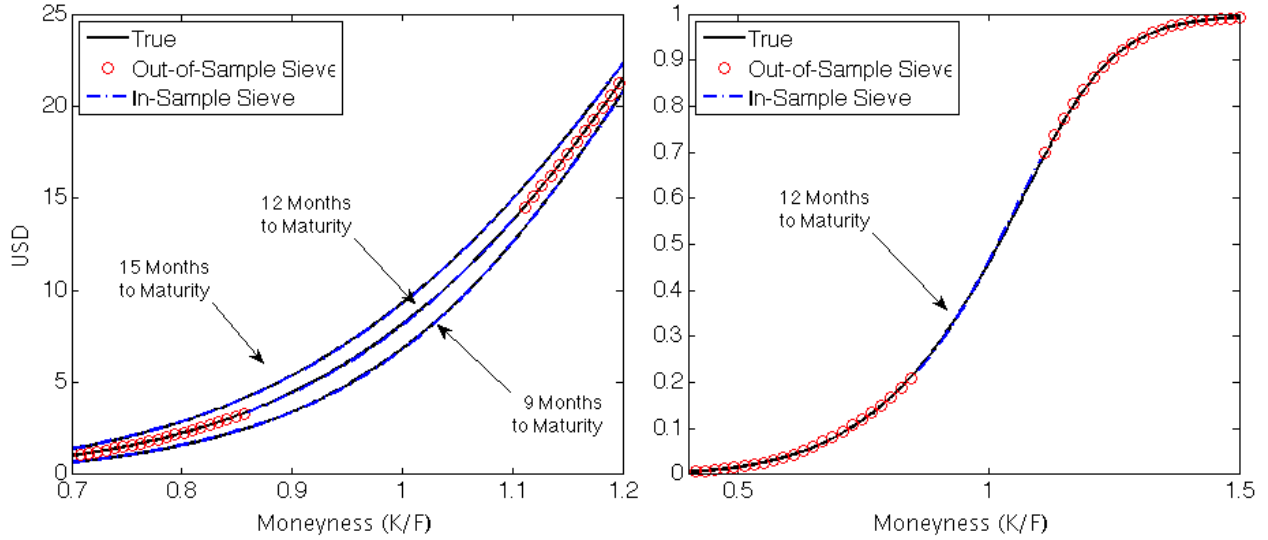 25
20
15
10
5
0
USD
True
Out-of-Sample Sieve
In-Sample Sieve
12 Months
to Maturity
15 Months
to Maturity
9 Months
to Maturity
0.7
0.8
0.9
1
1.1
1.2
Moneyness (K/F)
1
0.9
0.8
0.7
0.6
0.5
0.4
0.3
0.2
0.1
0
True
Out-of-Sample Sieve
In-Sample Sieve
12 Months
to Maturity
0.5
1
1.5
Moneyness (K/F)